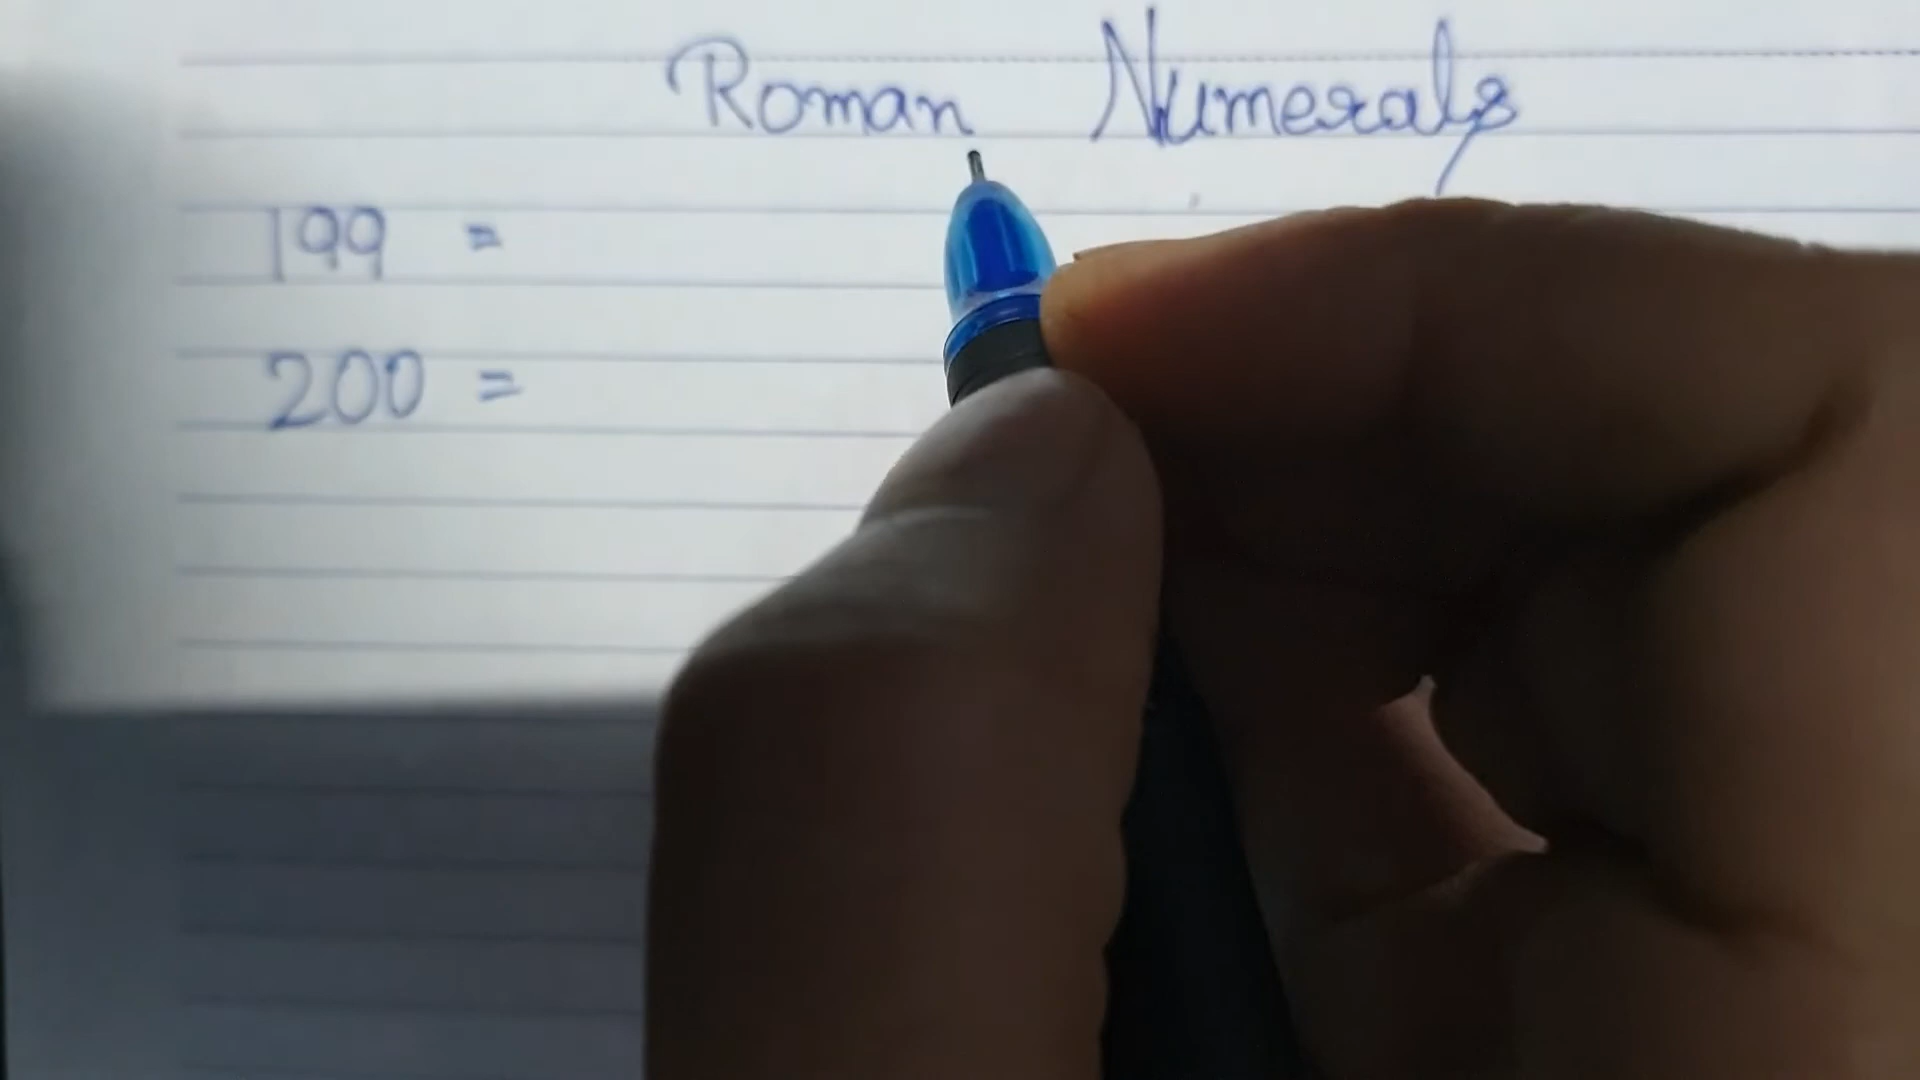 Roman Numerals
199 =
200 =